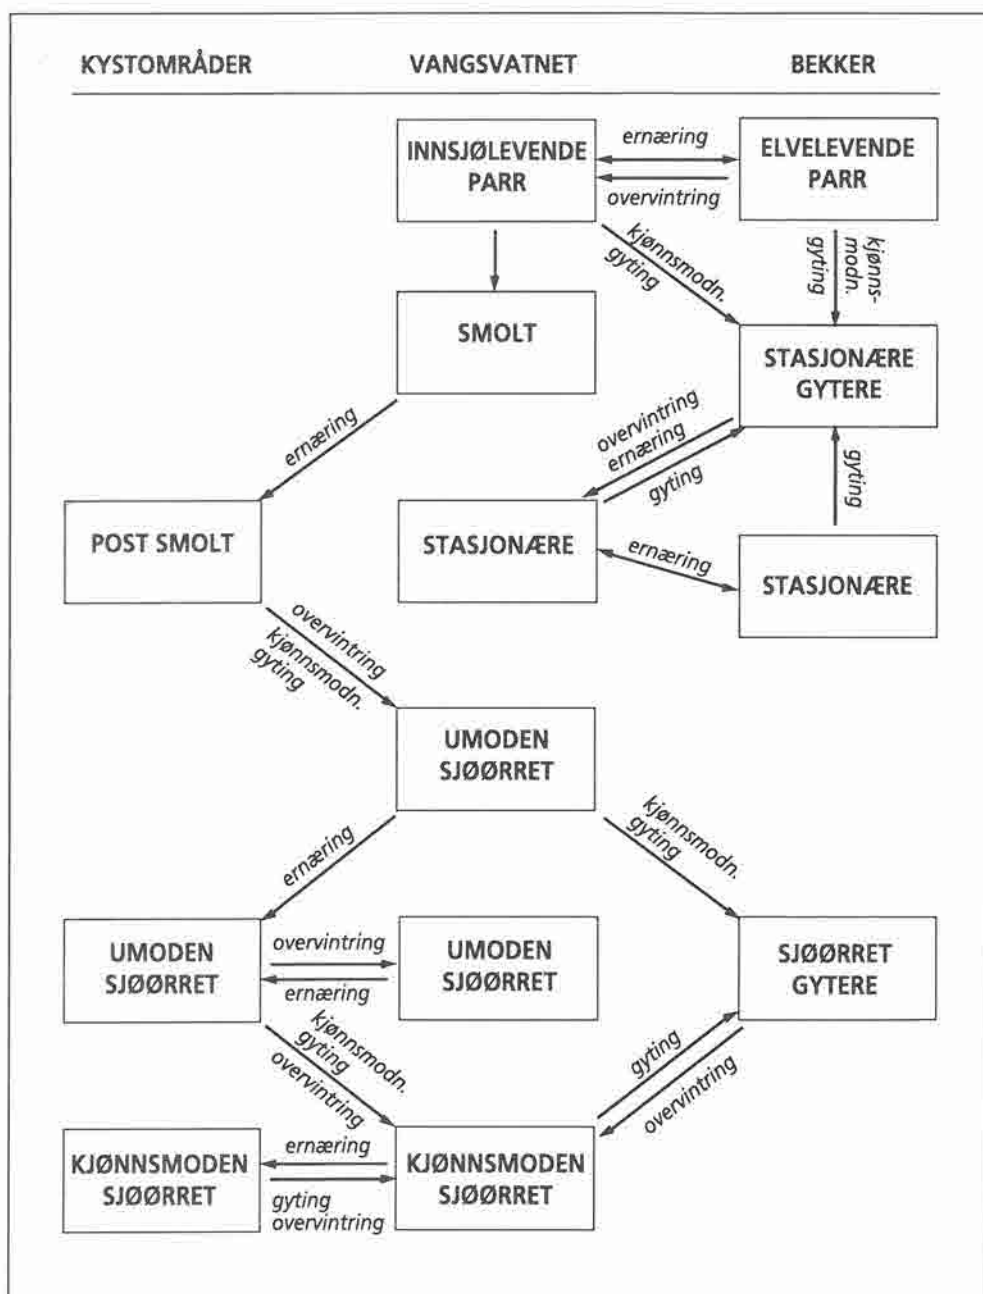 KYSTOMRÅDER
VANGSVATNET
BEKKER
INNSJØLEVENDE
PARR
ernæring
overvintring
ELVELEVENDE
PARR
kjønnsmodn.
gyting
kjønns-
modn.
gyting
SMOLT
STASJONÆRE
GYTERE
ernæring
overvintring
ernæring
gyting
gyting
POST SMOLT
STASJONÆRE
ernæring
STASJONÆRE
overvintring
kjønnsmodn.
gyting
UMODEN
SJØØRRET
ernæring
kjønnsmodn.
gyting
UMODEN
SJØØRRET
overvintring
ernæring
UMODEN
SJØØRRET
SJØØRRET
GYTERE
kjønnsmodn.
gyting
overvintring
gyting
overvintring
KJØNNSMODEN
SJØØRRET
ernæring
gyting
overvintring
KJØNNSMODEN
SJØØRRET